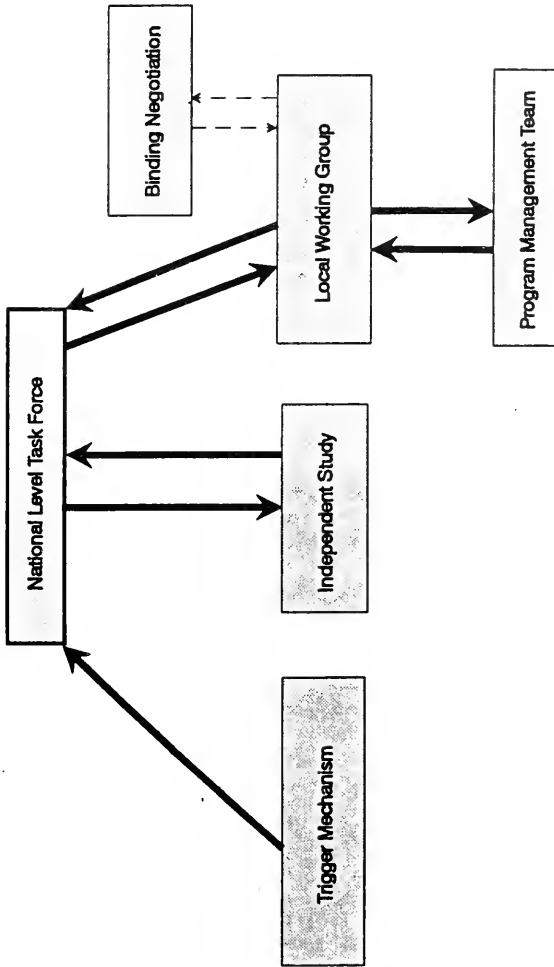 National Level Task Force
Binding Negotiation
Trigger Mechanism
Independent Study
Local Working Group
Program Management Team